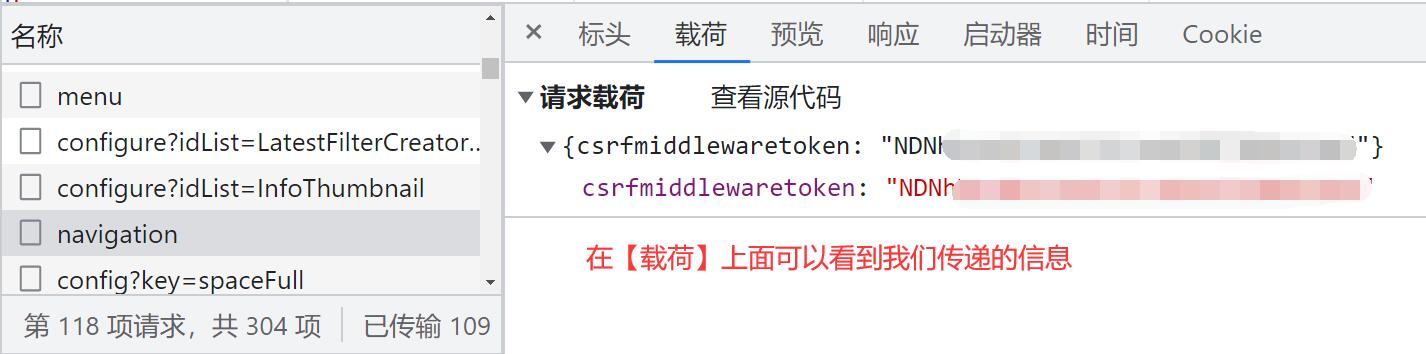 名称
menu
configure?idList=LatestFilterCreator..
configure?idList=InfoThumbnail
navigation
config?key=spaceFull
第 118 项请求，共 304 项
已传输 109
× 标头 载荷 预览 响应 启动器 时间 Cookie
▼请求载荷 查看源代码
▼{csrfmiddlewaretoken: "NDNh"}
csrfmiddlewaretoken: "NDNh
在【载荷】上面可以看到我们传递的信息